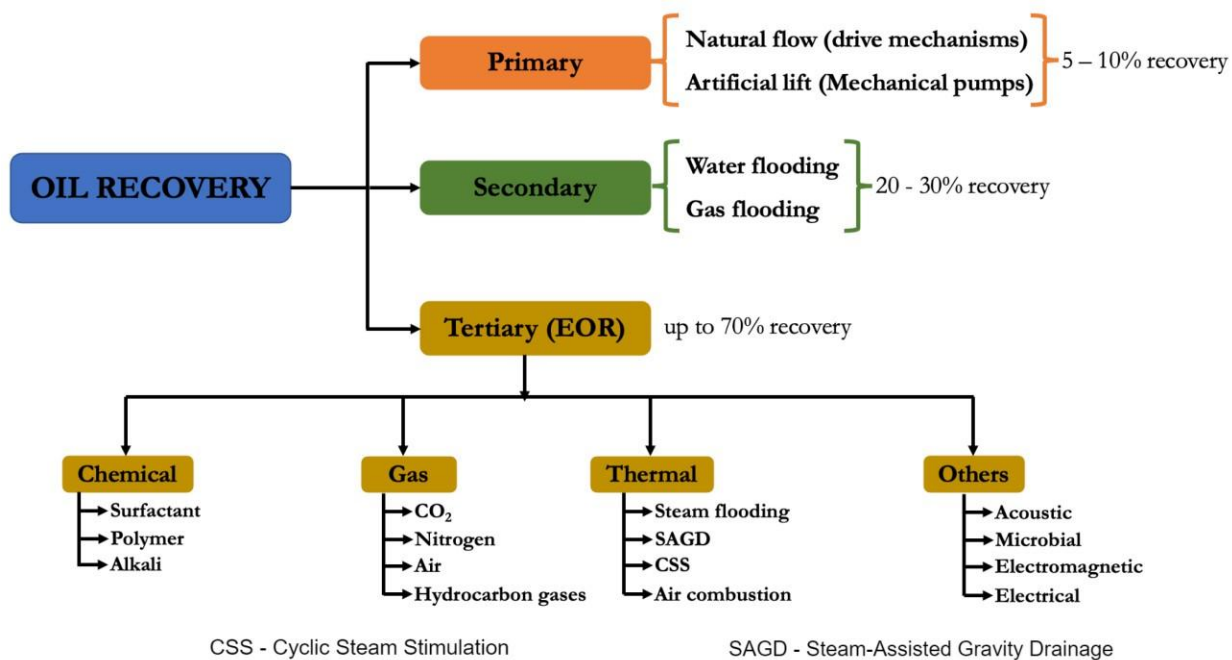 OIL RECOVERY
Primary
Natural flow (drive mechanisms)
Artificial lift (Mechanical pumps)
5 – 10% recovery
Secondary
Water flooding
Gas flooding
20 - 30% recovery
Tertiary (EOR)
up to 70% recovery
Chemical
Surfactant
Polymer
Alkali
Gas
CO₂
Nitrogen
Air
Hydrocarbon gases
Thermal
Steam flooding
SAGD
CSS
Air combustion
Others
Acoustic
Microbial
Electromagnetic
Electrical
CSS - Cyclic Steam Stimulation
SAGD - Steam-Assisted Gravity Drainage